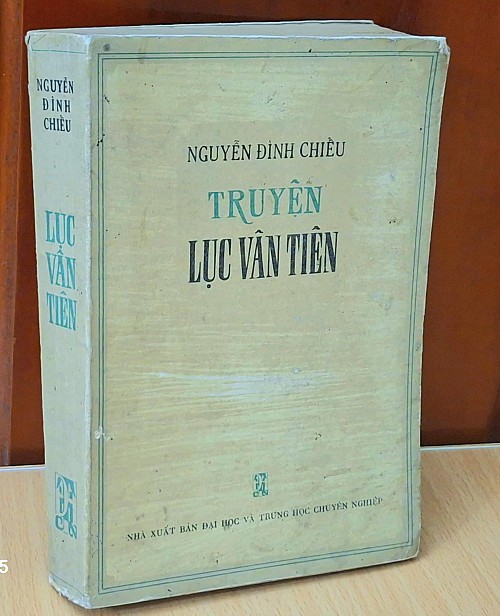 NGUYỄN
ĐÌNH
CHIỂU
LỤC
VÂN
TIÊN
NGUYỄN ĐÌNH CHIỂU
TRUYỆN
LỤC VÂN TIÊN
NHÀ XUẤT BẢN ĐẠI HỌC VÀ TRUNG HỌC CHUYÊN NGHIỆP
5